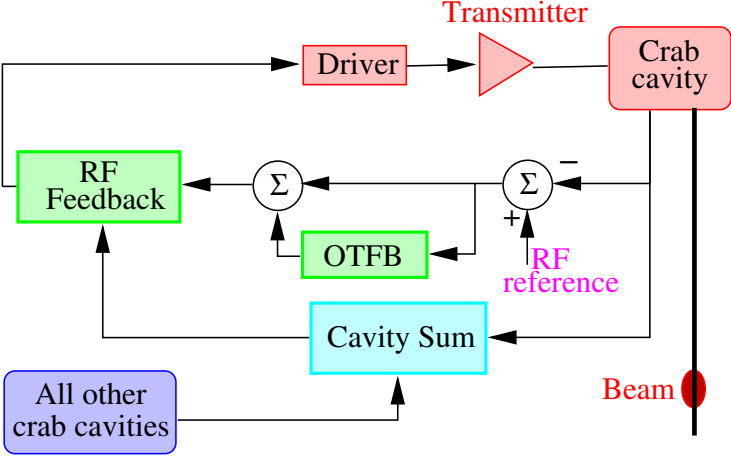 Transmitter
Driver
Crab
cavity
RF
Feedback
Σ
Σ
−
+
OTFB
RF
reference
Cavity Sum
All other
crab cavities
Beam